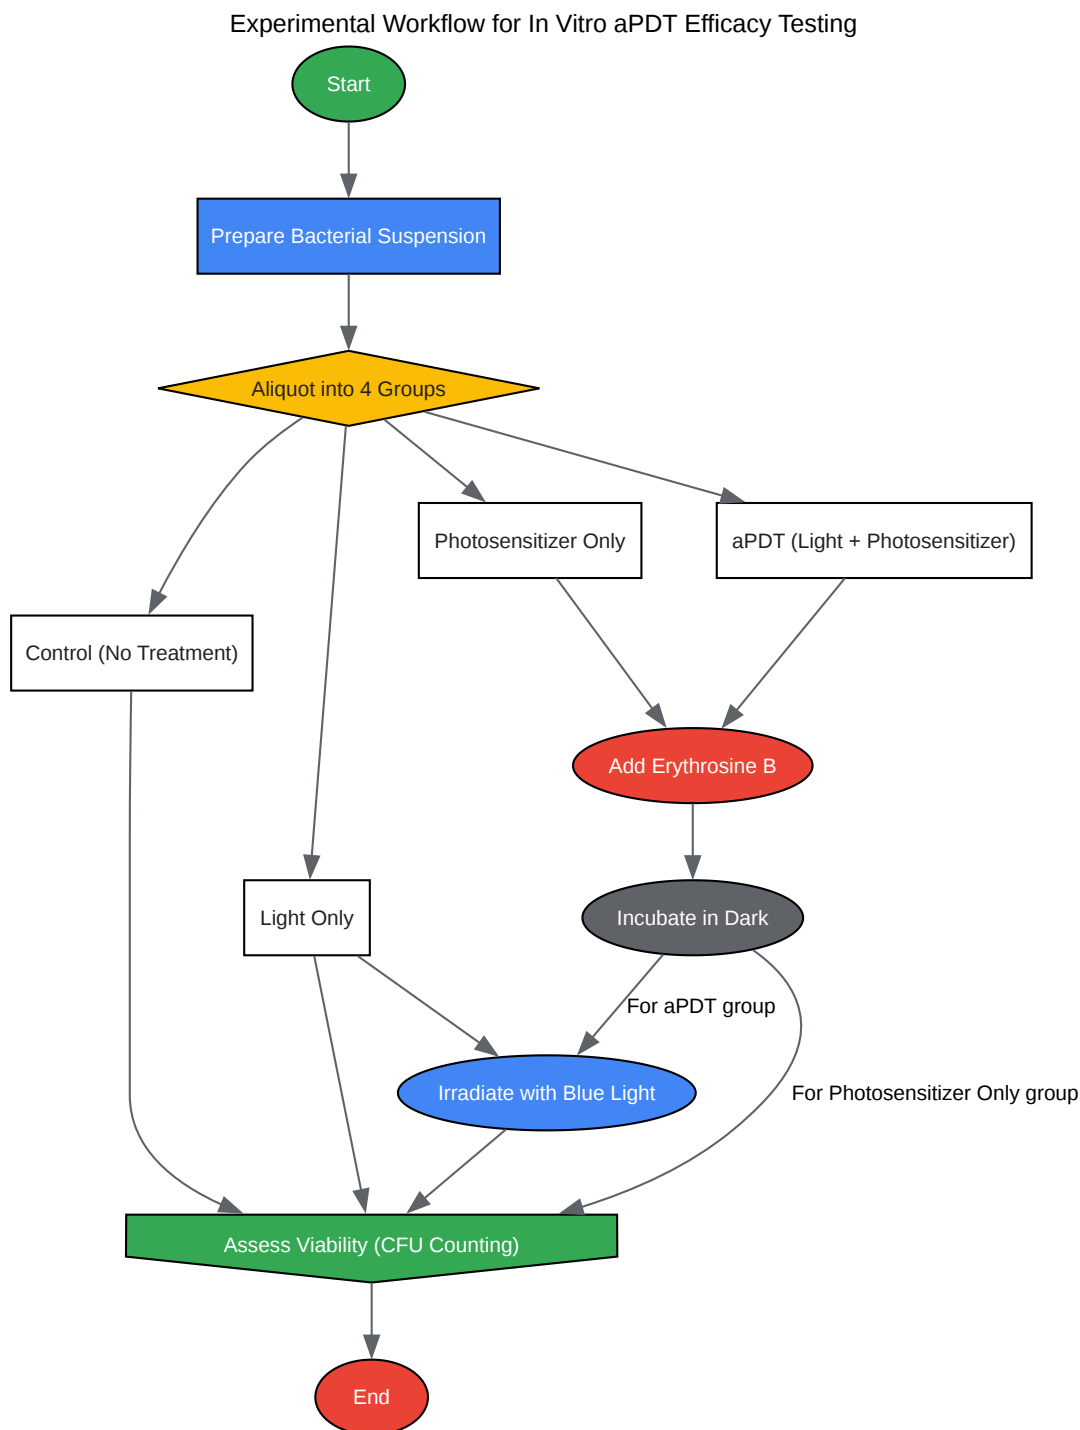 Experimental Workflow for In Vitro aPDT Efficacy Testing
Start
Prepare Bacterial Suspension
Aliquot into 4 Groups
Photosensitizer Only
aPDT (Light + Photosensitizer)
Control (No Treatment)
Add Erythrosine B
Light Only
Incubate in Dark
For aPDT group
Irradiate with Blue Light
For Photosensitizer Only group
Assess Viability (CFU Counting)
End